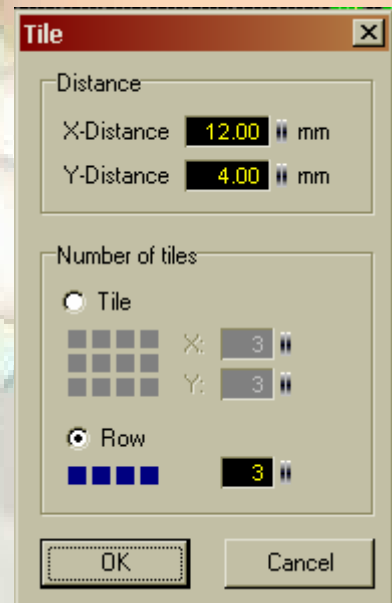 Tile
Distance
X-Distance 12.00 mm
Y-Distance 4.00 mm
Number of tiles
Tile
X: 3
Y: 3
Row
3
OK Cancel